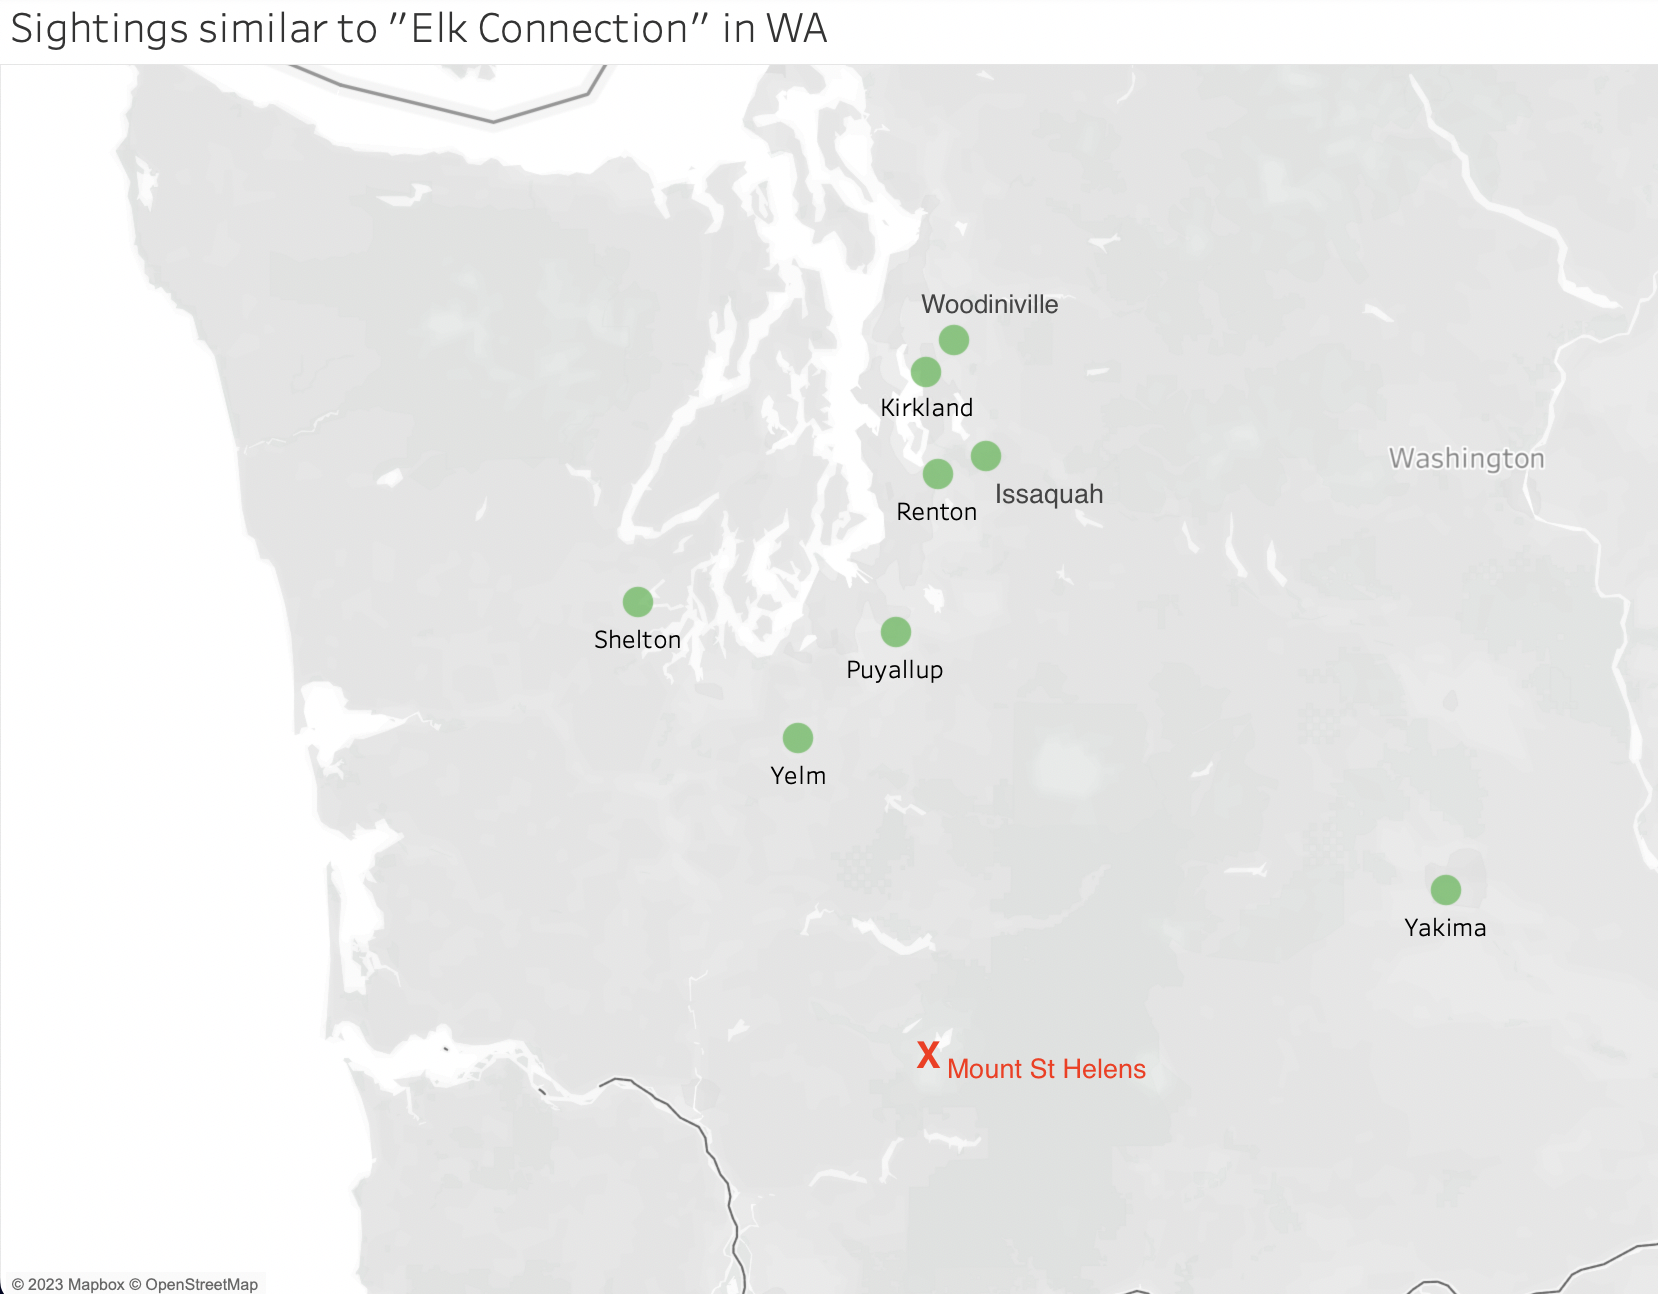 Sightings similar to "Elk Connection" in WA
Woodiniville
Kirkland
Washington
Issaquah
Renton
Shelton
Puyallup
Yelm
Yakima
X Mount St Helens
© 2023 Mapbox © OpenStreetMap